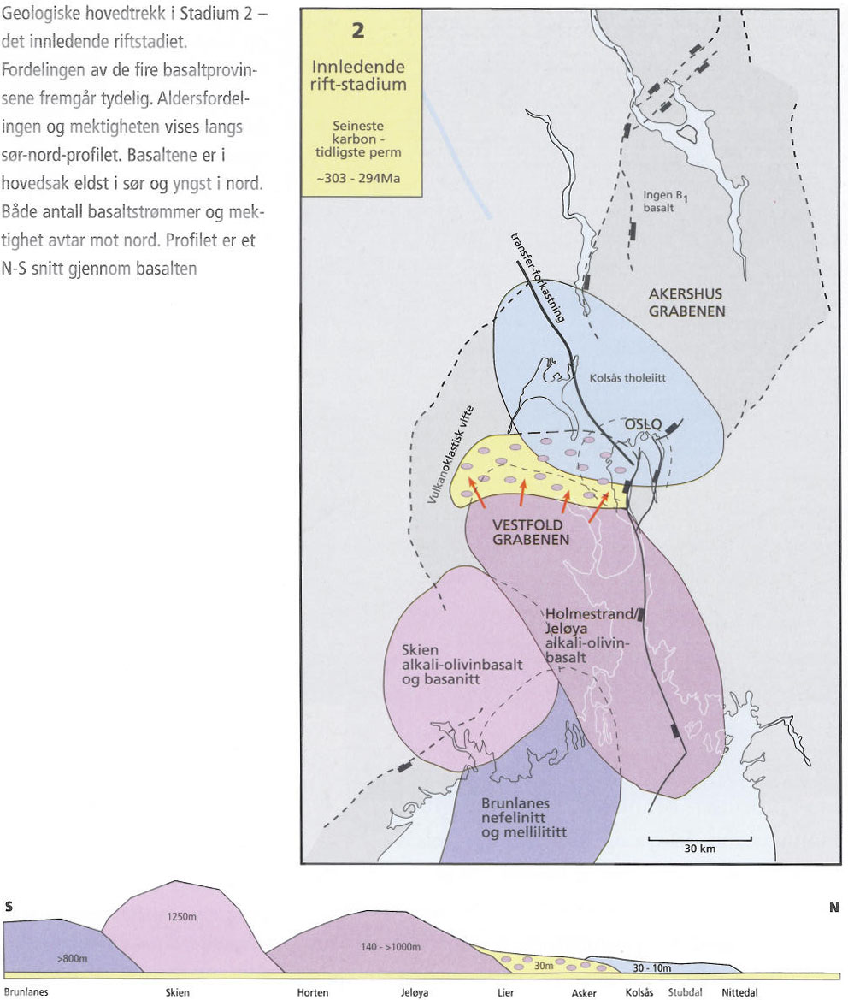 Geologiske hovedtrekk i Stadium 2 –
det innledende riftstadiet.
Fordelingen av de fire basaltprovin-
sene fremgår tydelig. Aldersfordel-
ingen og mektigheten vises langs
sør-nord-profilet. Basaltene er i
hovedsak eldst i sør og yngst i nord.
Både antall basaltstrømmer og mek-
tighet avtar mot nord. Profilet er et
N-S snitt gjennom basalten
2
Innledende
rift-stadium
Seineste
karbon -
tidligste perm
~303 - 294Ma
Ingen B1
basalt
transfer-forkastning
AKERSHUS
GRABENEN
Kolsås tholeiitt
OSLO
Vulkanoklastisk vifte
VESTFOLD
GRABENEN
Holmestrand/
Jeløya
alkali-olivin-
basalt
Skien
alkali-olivinbasalt
og basanitt
Brunlanes
nefelinitt
og mellilititt
30 km
S
N
1250m
>800m
140 - >1000m
30m
30 - 10m
Brunlanes Skien Horten Jeløya Lier Asker Kolsås Stubdal Nittedal